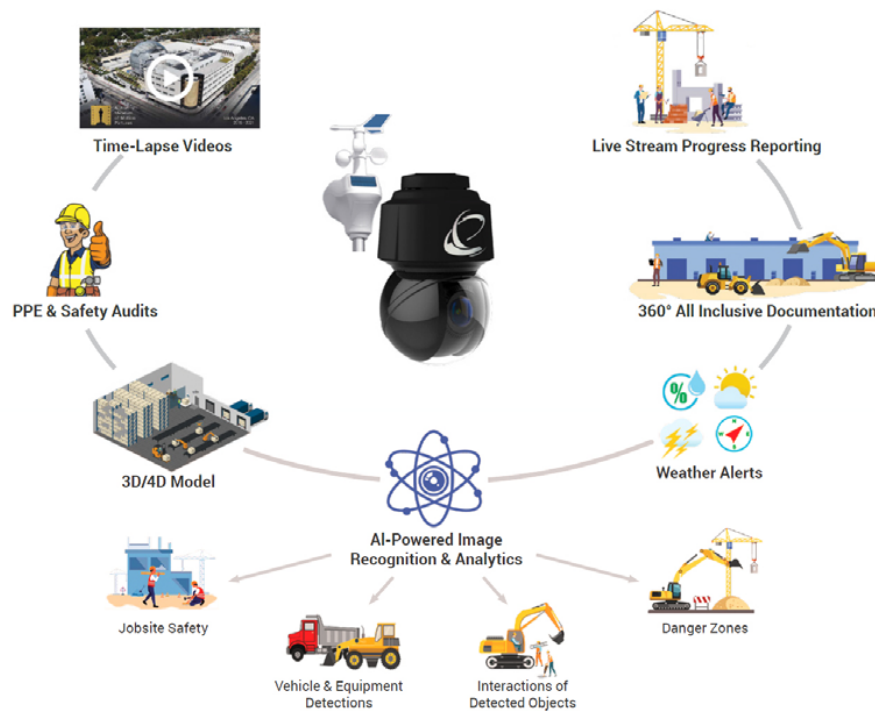 Time-Lapse Videos
Live Stream Progress Reporting
PPE & Safety Audits
360° All Inclusive Documentation
%
3D/4D Model
Weather Alerts
AI-Powered Image
Recognition & Analytics
Jobsite Safety
Danger Zones
Vehicle & Equipment
Detections
Interactions of
Detected Objects